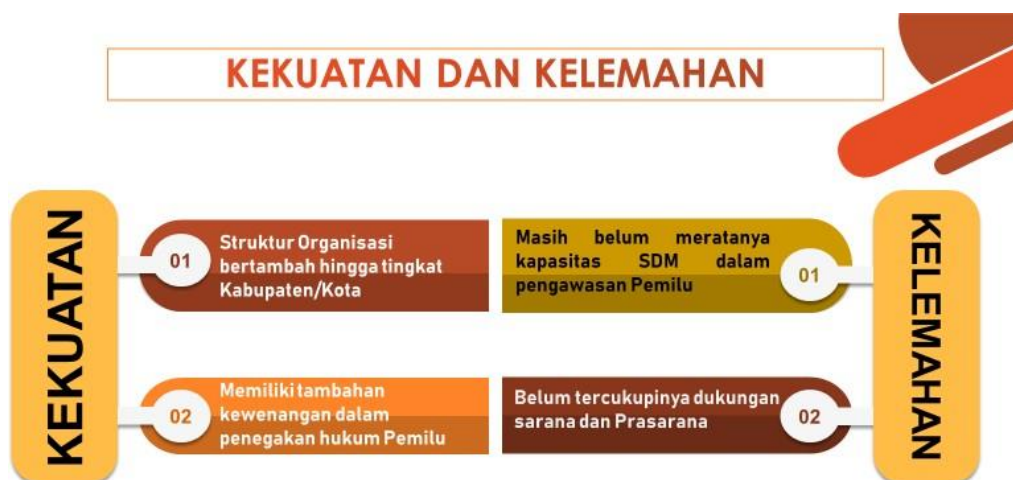 KEKUATAN DAN KELEMAHAN
KEKUATAN
01
Struktur Organisasi
bertambah hingga tingkat
Kabupaten/Kota
02
Memiliki tambahan
kewenangan dalam
penegakan hukum Pemilu
Masih belum meratanya
kapasitas SDM dalam
pengawasan Pemilu
01
Belum tercukupinya dukungan
sarana dan Prasarana
02
KELEMAHAN